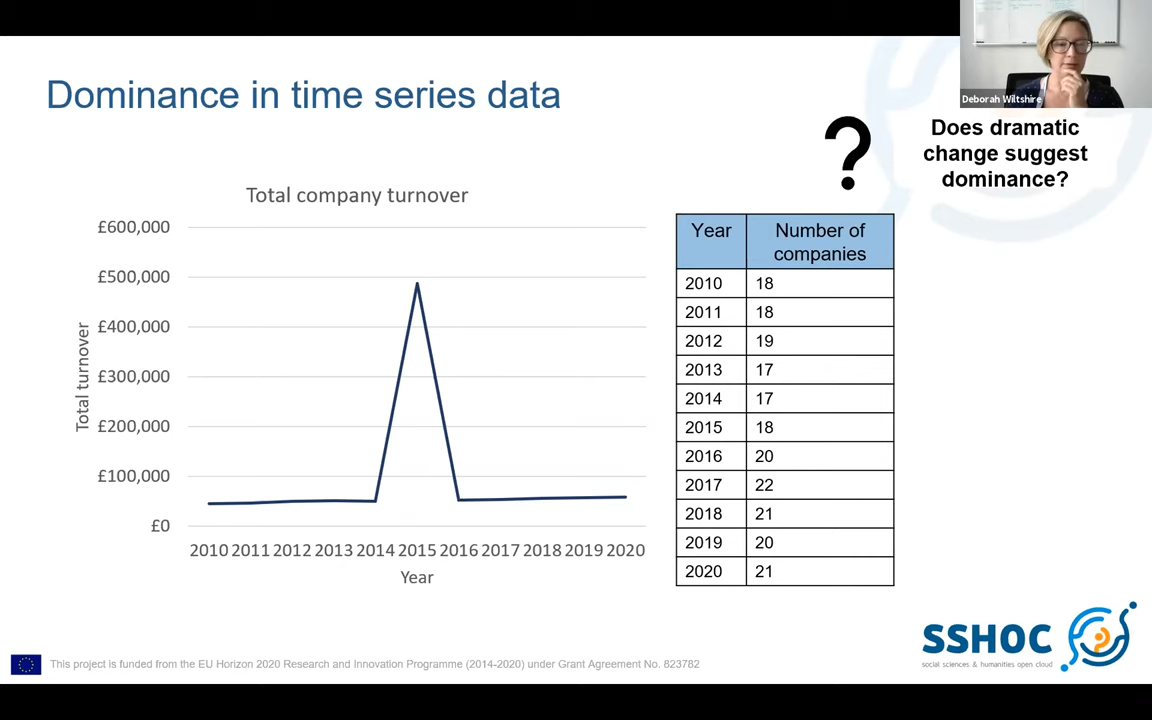 Dominance in time series data
Deborah Wiltshire
?
Does dramatic
change suggest
dominance?
Total company turnover
Total turnover
£600,000
£500,000
£400,000
£300,000
£200,000
£100,000
£0
2010 2011 2012 2013 2014 2015 2016 2017 2018 2019 2020
Year
Year Number of
companies
2010 18
2011 18
2012 19
2013 17
2014 17
2015 18
2016 20
2017 22
2018 21
2019 20
2020 21
SSHOC
social sciences & humanities open cloud
This project is funded from the EU Horizon 2020 Research and Innovation Programme (2014-2020) under Grant Agreement No. 823782